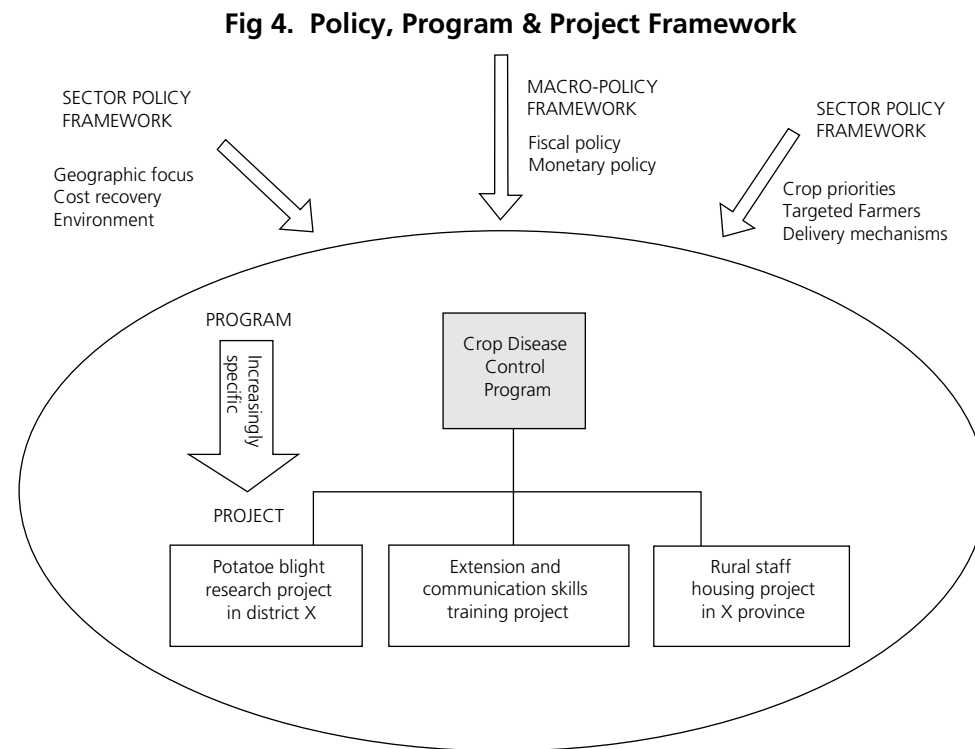 Fig 4. Policy, Program & Project Framework
SECTOR POLICY
FRAMEWORK
Geographic focus
Cost recovery
Environment
MACRO-POLICY
FRAMEWORK
Fiscal policy
Monetary policy
SECTOR POLICY
FRAMEWORK
Crop priorities
Targeted Farmers
Delivery mechanisms
PROGRAM
Increasingly
specific
PROJECT
Crop Disease
Control
Program
Potatoe blight
research project
in district X
Extension and
communication skills
training project
Rural staff
housing project
in X province